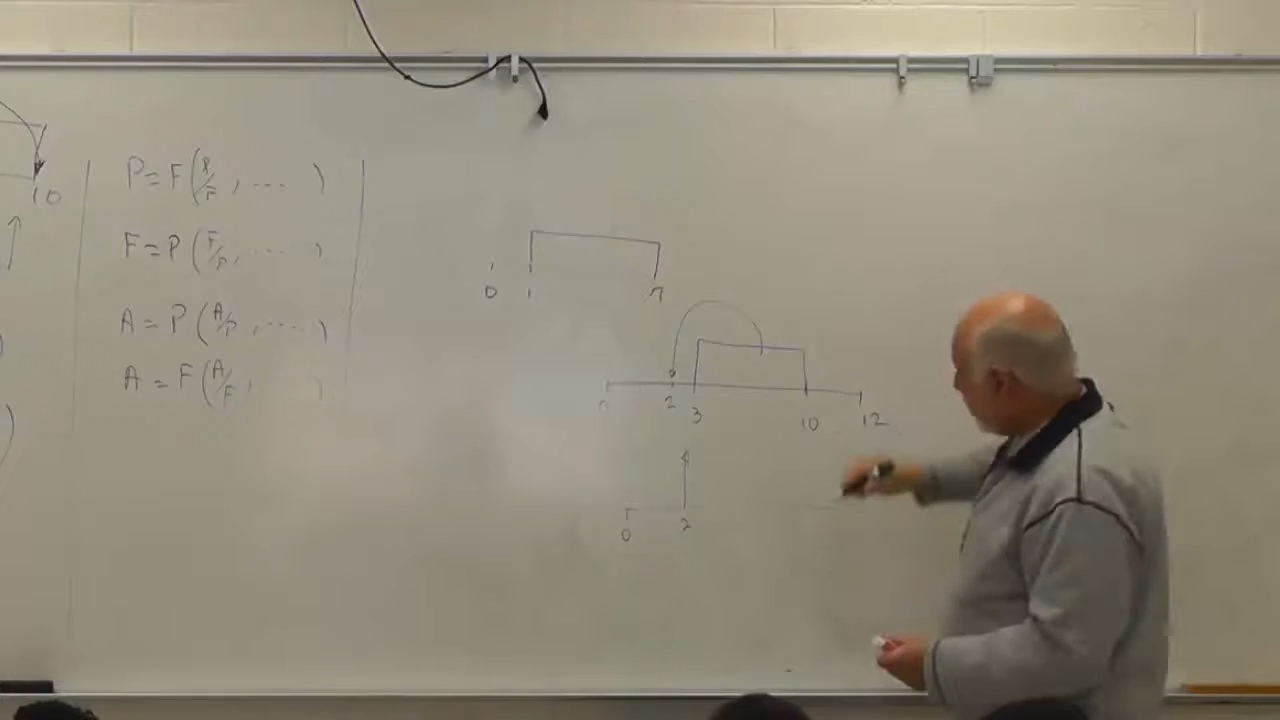 10
P = F(P/F, ....)
F = P(F/P, ....)
A = P(A/P, ....)
A = F(A/F,    )
0 1 n
0 2 3 10 12
0 2